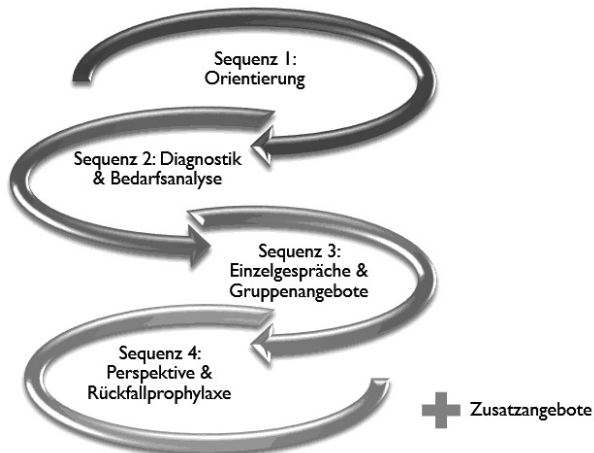 Sequenz 1:
Orientierung
Sequenz 2: Diagnostik
& Bedarfsanalyse
Sequenz 3:
Einzelgespräche &
Gruppenangebote
Sequenz 4:
Perspektive &
Rückfallprophylaxe
Zusatzangebote